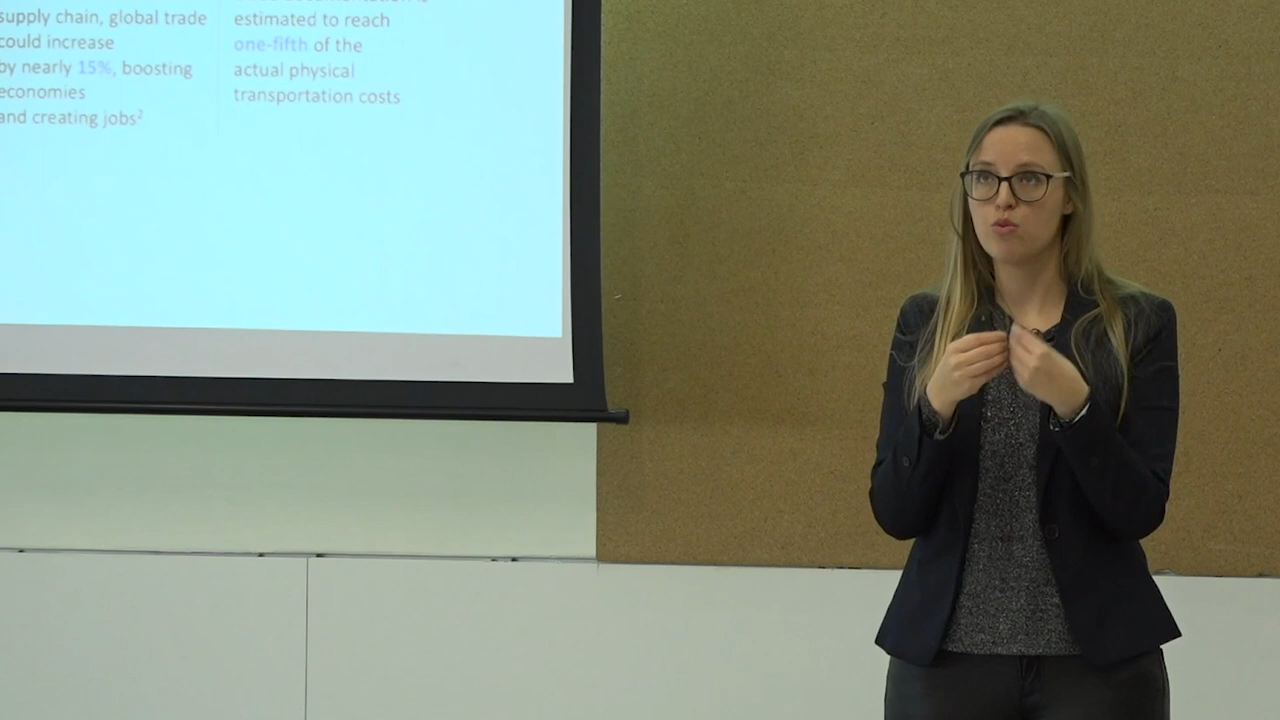 supply chain, global trade
could increase
by nearly 15%, boosting
economies
and creating jobs²
estimated to reach
one-fifth of the
actual physical
transportation costs